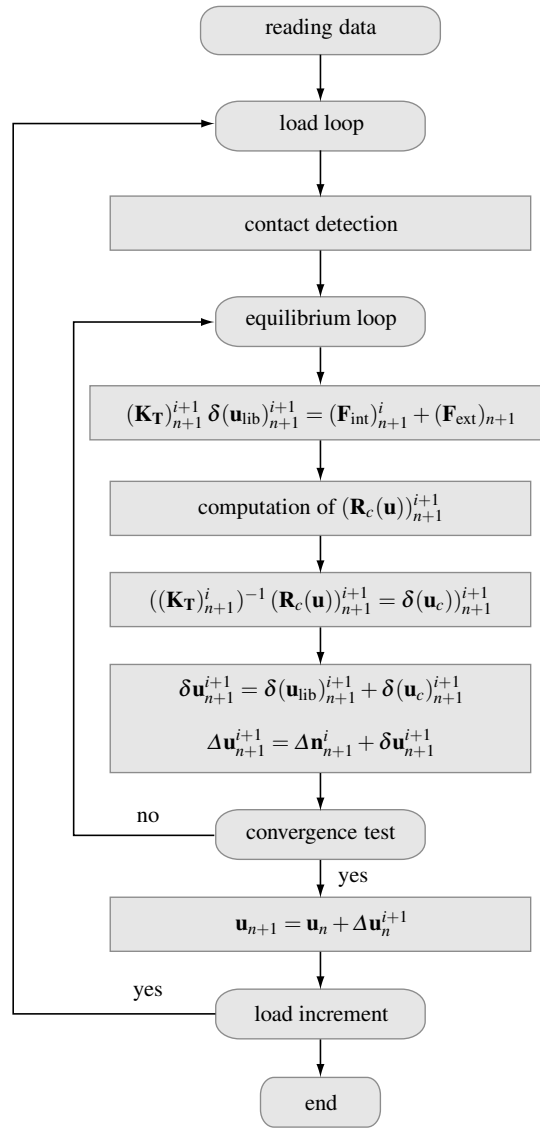 reading data
load loop
contact detection
equilibrium loop
(𝐊_𝐓)^{i+1}_{n+1} δ(𝐮_lib)^{i+1}_{n+1} = (𝐅_int)^i_{n+1} + (𝐅_ext)_{n+1}
computation of (𝐑_c(𝐮))^{i+1}_{n+1}
((𝐊_𝐓)^i_{n+1})^{−1} (𝐑_c(𝐮))^{i+1}_{n+1} = δ(𝐮_c))^{i+1}_{n+1}
δ𝐮^{i+1}_{n+1} = δ(𝐮_lib)^{i+1}_{n+1} + δ(𝐮_c)^{i+1}_{n+1}
Δ𝐮^{i+1}_{n+1} = Δ𝐧^i_{n+1} + δ𝐮^{i+1}_{n+1}
no
convergence test
yes
𝐮_{n+1} = 𝐮_n + Δ𝐮^{i+1}_n
yes
load increment
end